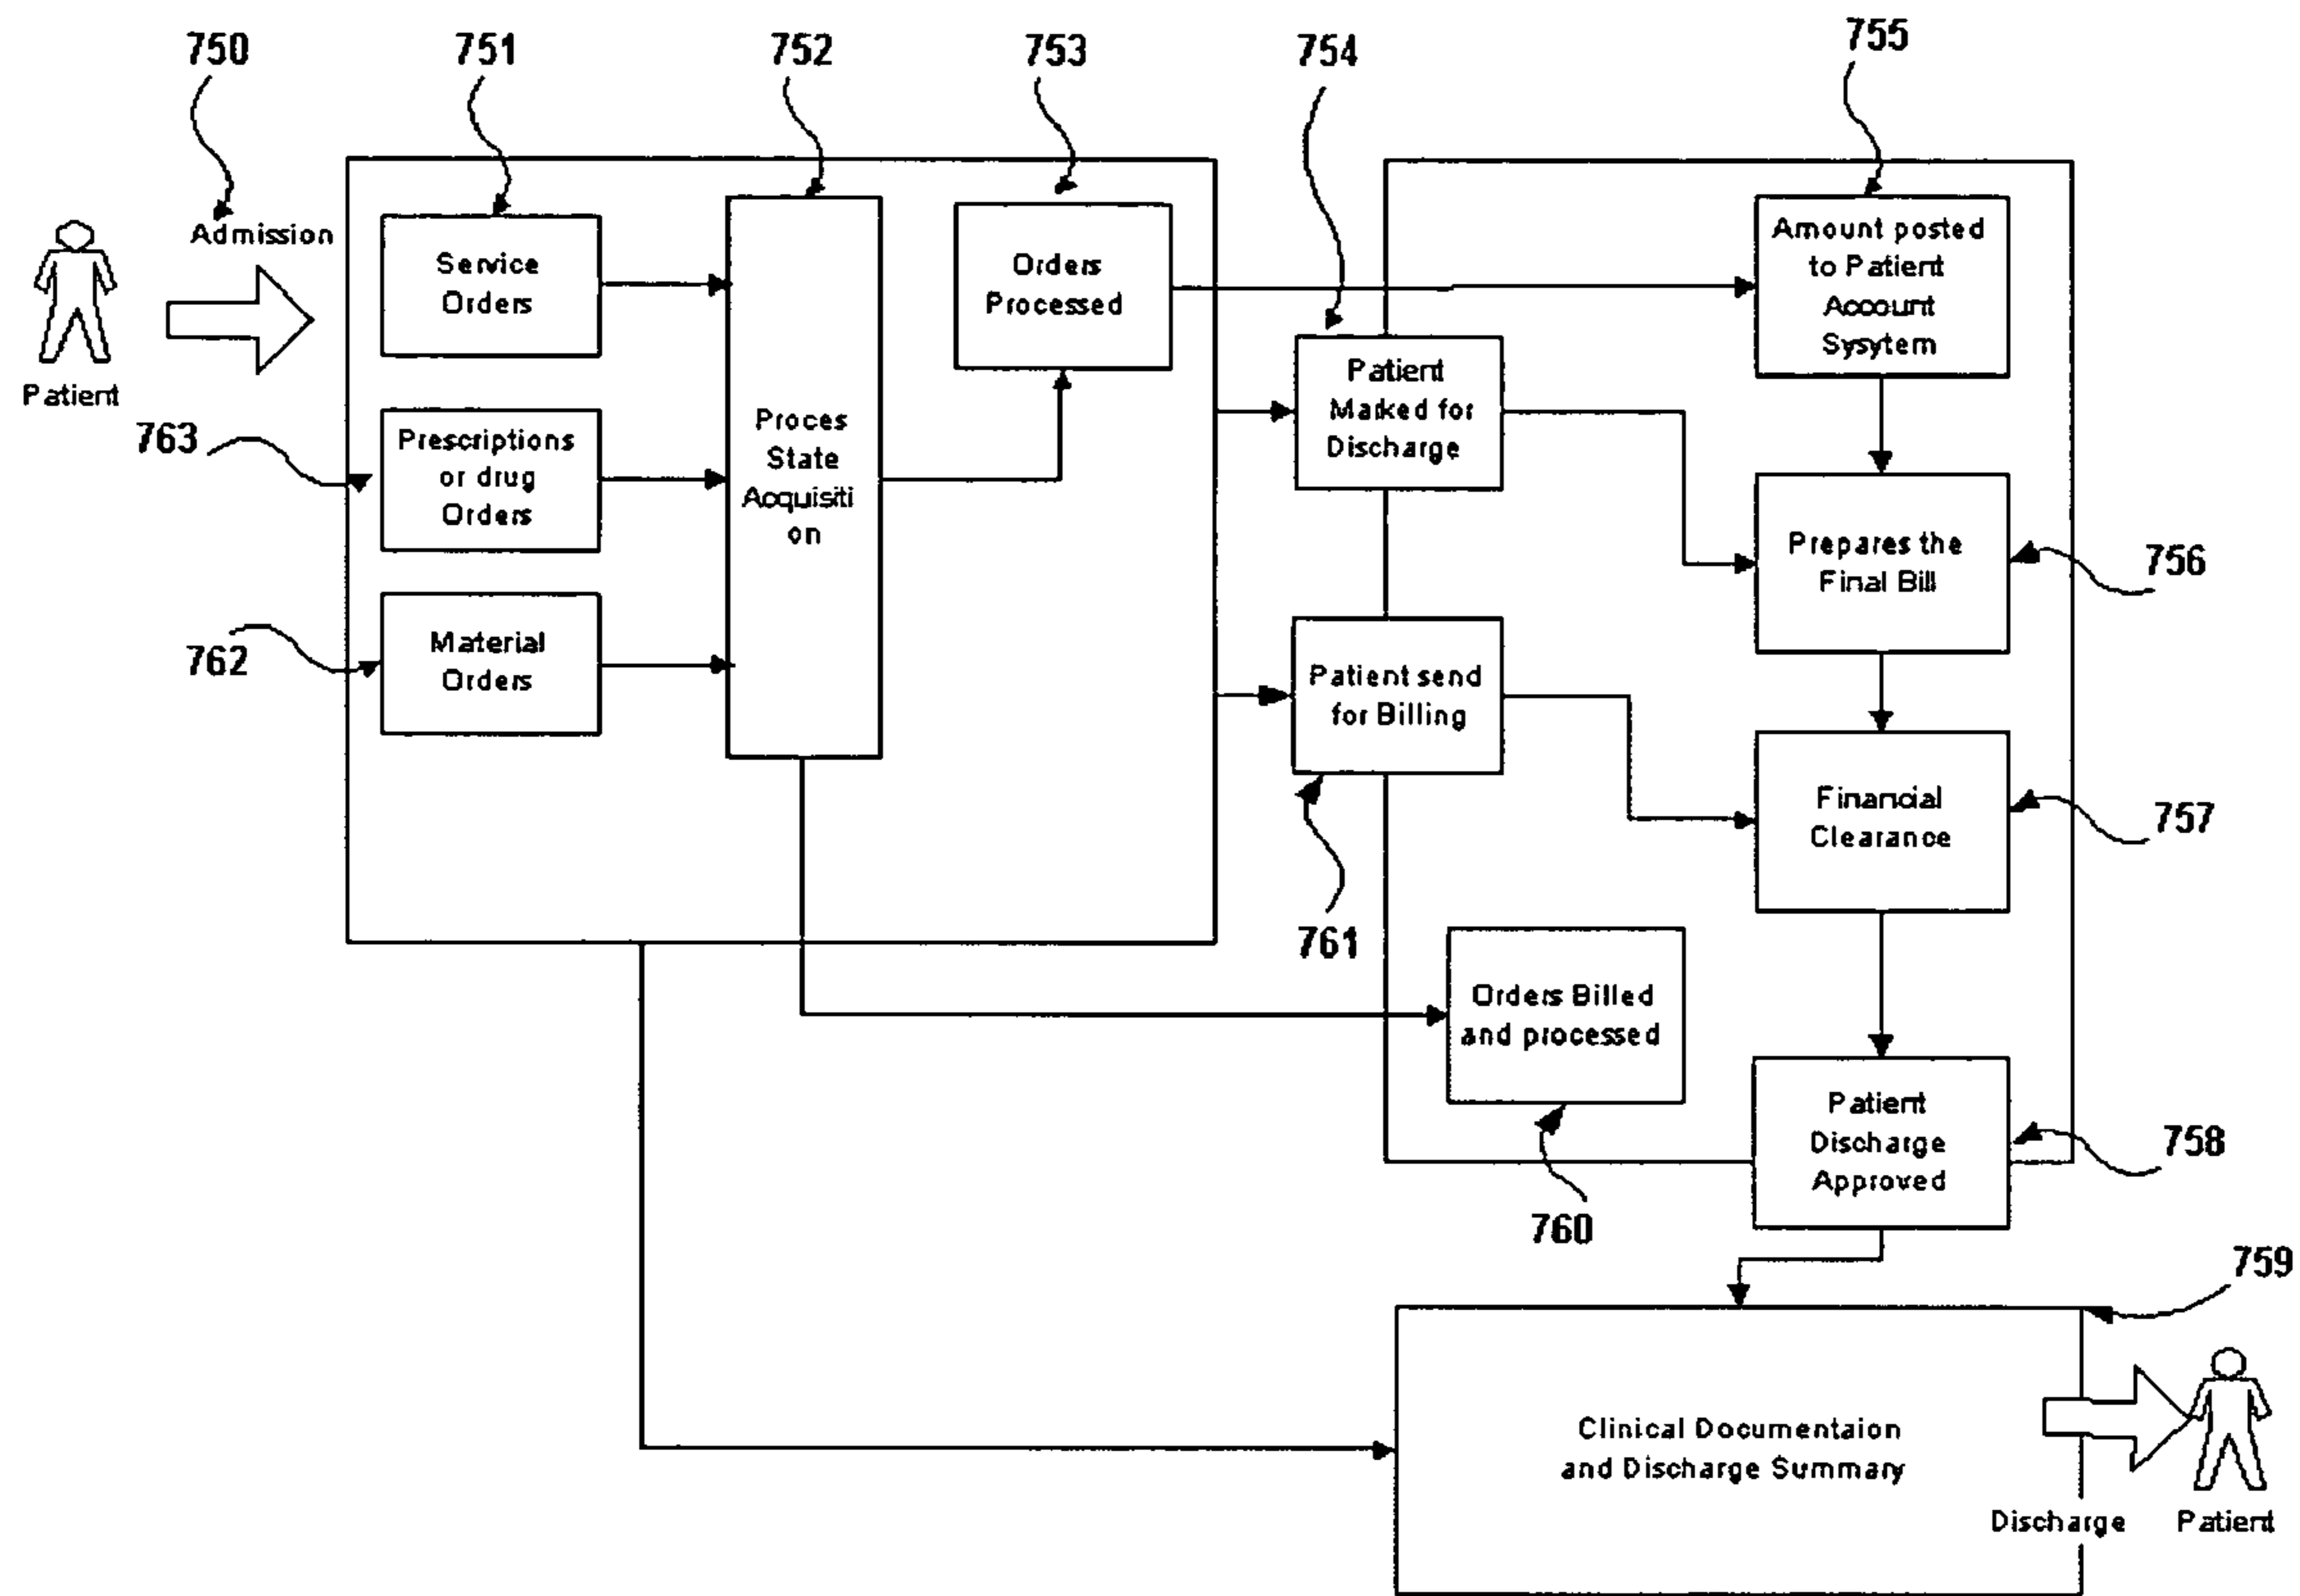 750
751
752
753
754
755
Admission
Patient
Service
Orders
763
Prescriptions
or drug
Orders
762
Material
Orders
Proces
State
Acquisiti
on
Orders
Processed
Patient
Marked for
Discharge
Amount posted
to Patient
Account
Sysytem
Prepares the
Final Bill
756
Patient send
for Billing
761
Financial
Clearance
757
Orders Billed
and processed
760
Patient
Discharge
Approved
758
759
Clinical Documentaion
and Discharge Summary
Discharge
Patient